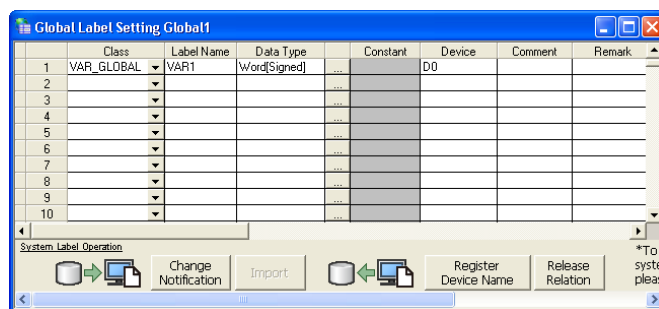 Global Label Setting Global1
Class Label Name Data Type Constant Device Comment Remark
1 VAR_GLOBAL VAR1 Word[Signed] ... D0
2 ...
3 ...
4 ...
5 ...
6 ...
7 ...
8 ...
9 ...
10 ...
System Label Operation
Change Notification
Import
Register Device Name
Release Relation
*To
syste
pleas